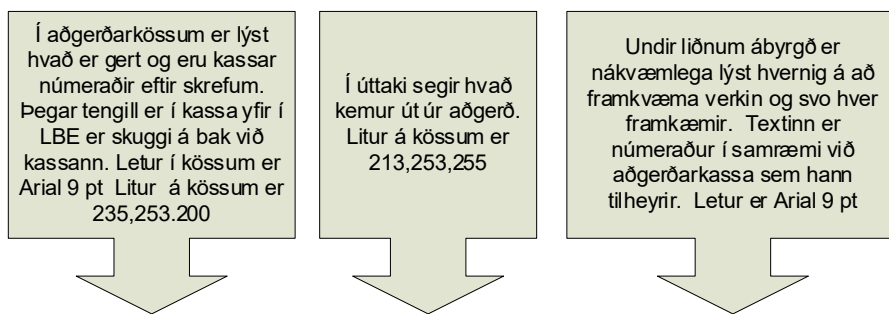 Í aðgerðarkössum er lýst
hvað er gert og eru kassar
númeraðir eftir skrefum.
Þegar tengill er í kassa yfir í
LBE er skuggi á bak við
kassann. Letur í kössum er
Arial 9 pt  Litur  á kössum er
235,253.200
Í úttaki segir hvað
kemur út úr aðgerð.
Litur á kössum er
213,253,255
Undir liðnum ábyrgð er
nákvæmlega lýst hvernig á að
framkvæma verkin og svo hver
framkæmir.  Textinn er
númeraður í samræmi við
aðgerðarkassa sem hann
tilheyrir.  Letur er Arial 9 pt